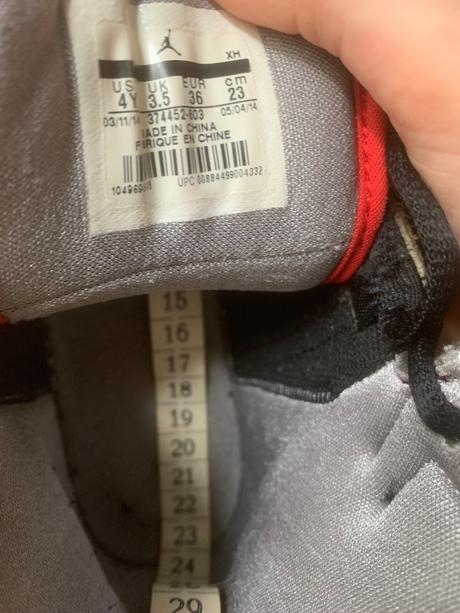 XH
US UK EUR cm
4Y 3.5 36 23
03/11/14 374452-603 05/04/14
MADE IN CHINA
FABRIQUE EN CHINE
UPC 00884499004332
15
16
17
18
19
20
21
22
23
24
29